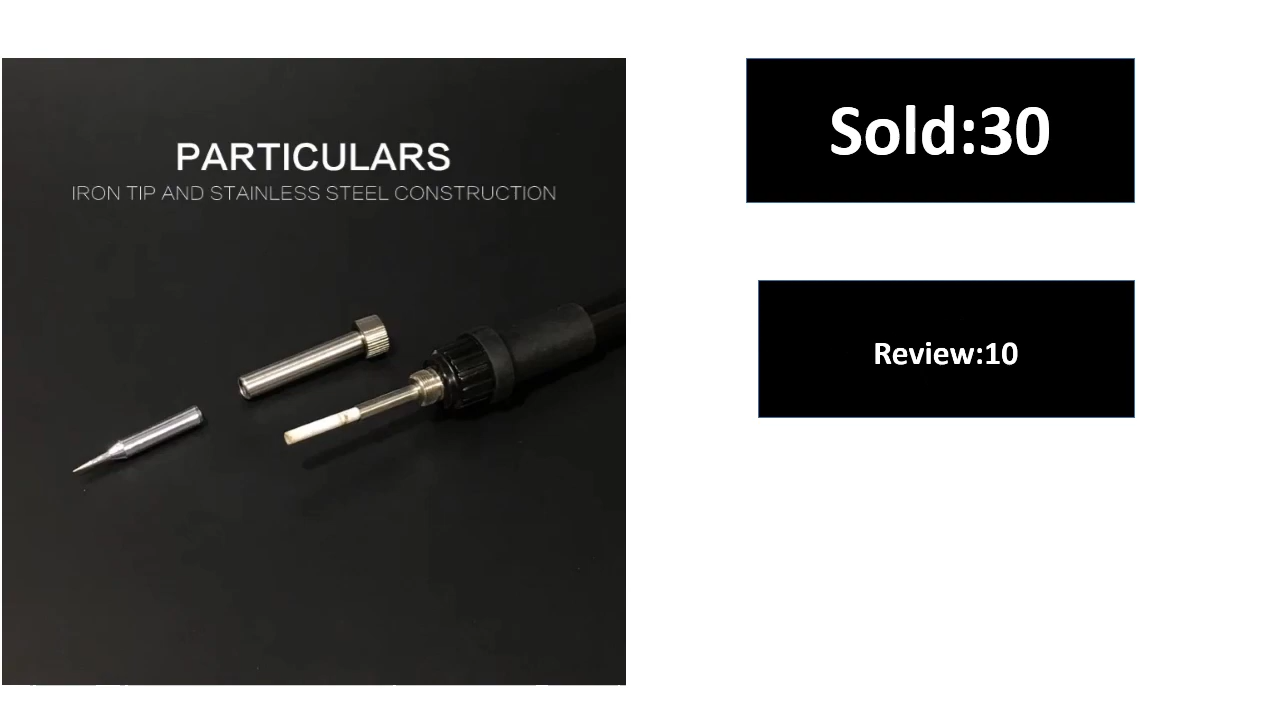 PARTICULARS
IRON TIP AND STAINLESS STEEL CONSTRUCTION
Sold:30
Review:10